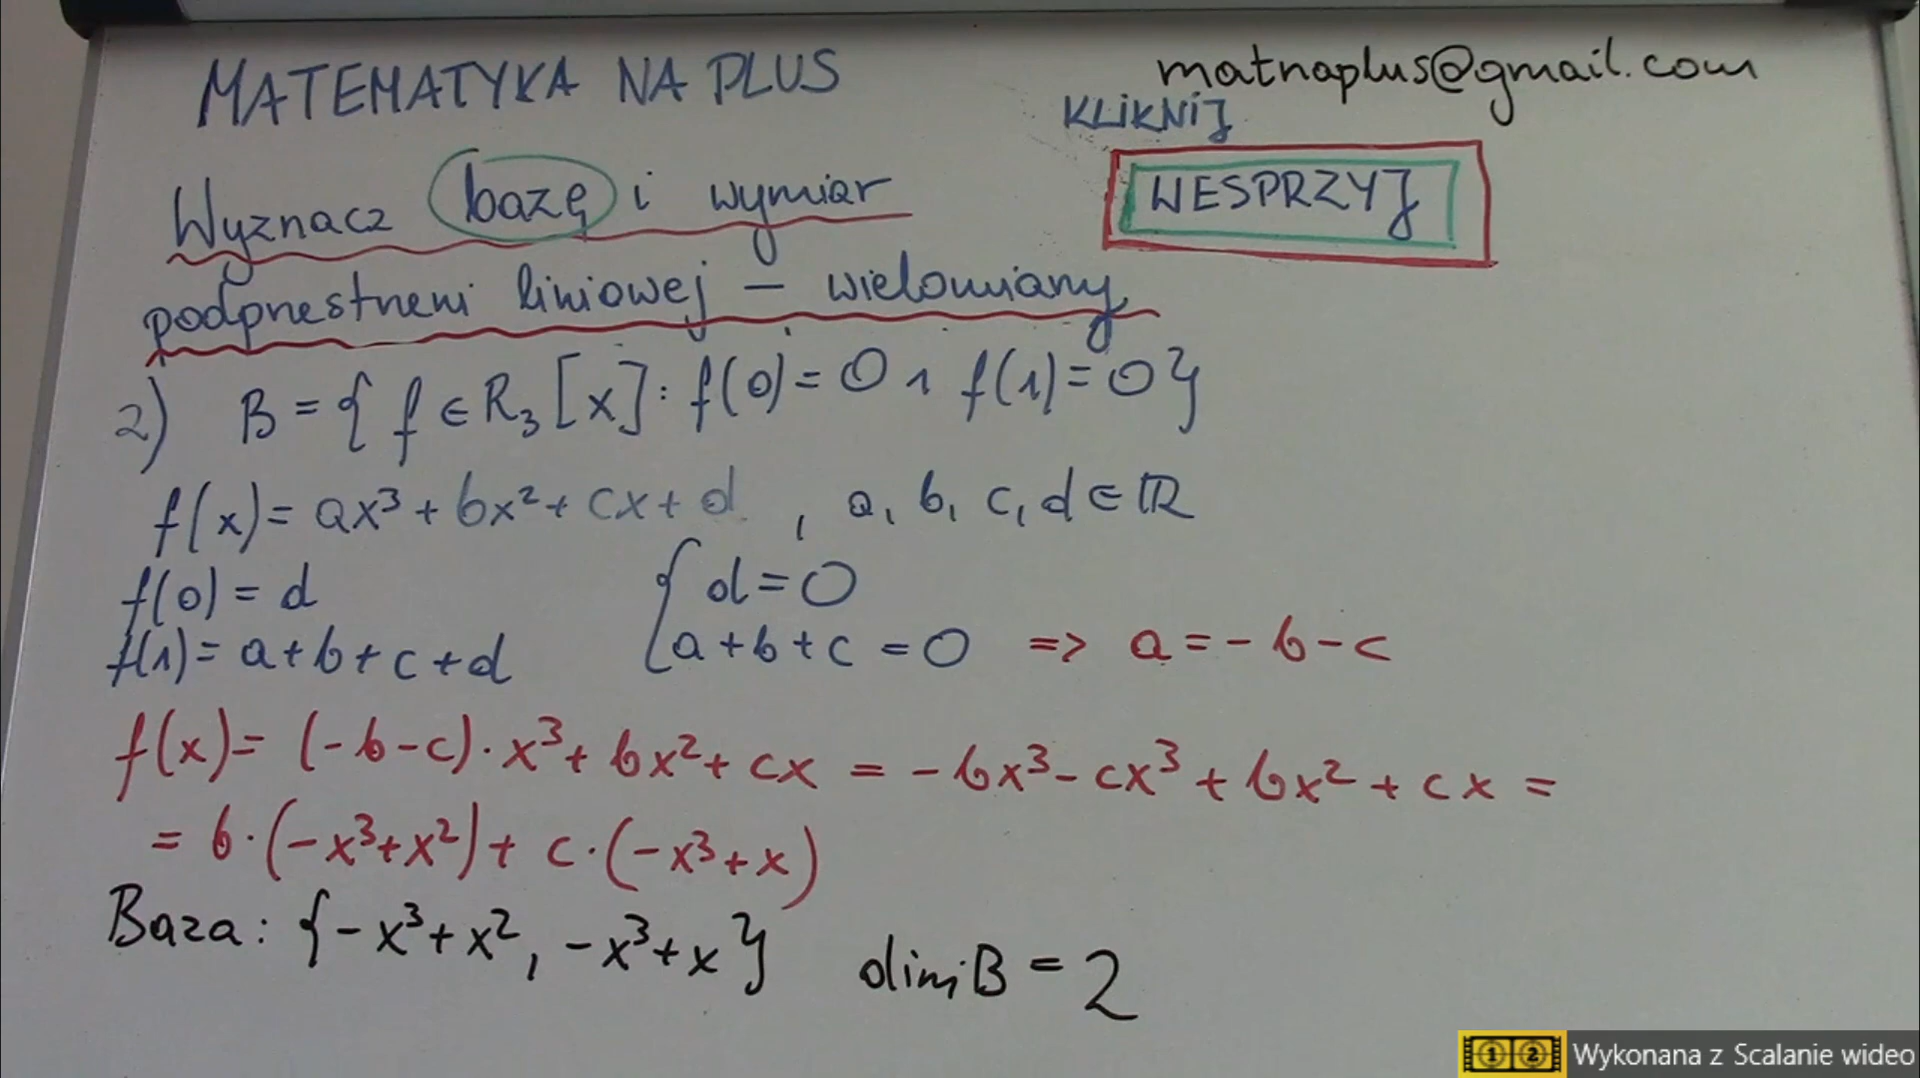 MATEMATYKA NA PLUS
matnaplus@gmail.com
KLIKNIJ
WESPRZYJ
Wyznacz bazę i wymiar
podprzestrzeni liniowej – wielomiany
2) B = { f ∈ R₃[x] : f(0) = 0 ∧ f(1) = 0 }
f(x) = ax³ + bx² + cx + d , a, b, c, d ∈ ℝ
f(0) = d { d = 0
f(1) = a + b + c + d a + b + c = 0 => a = -b - c
f(x) = (-b-c)·x³ + bx² + cx = -bx³ - cx³ + bx² + cx =
= b·(-x³+x²) + c·(-x³+x)
Baza: {-x³+x², -x³+x} dim B = 2
1 2 Wykonana z Scalanie wideo